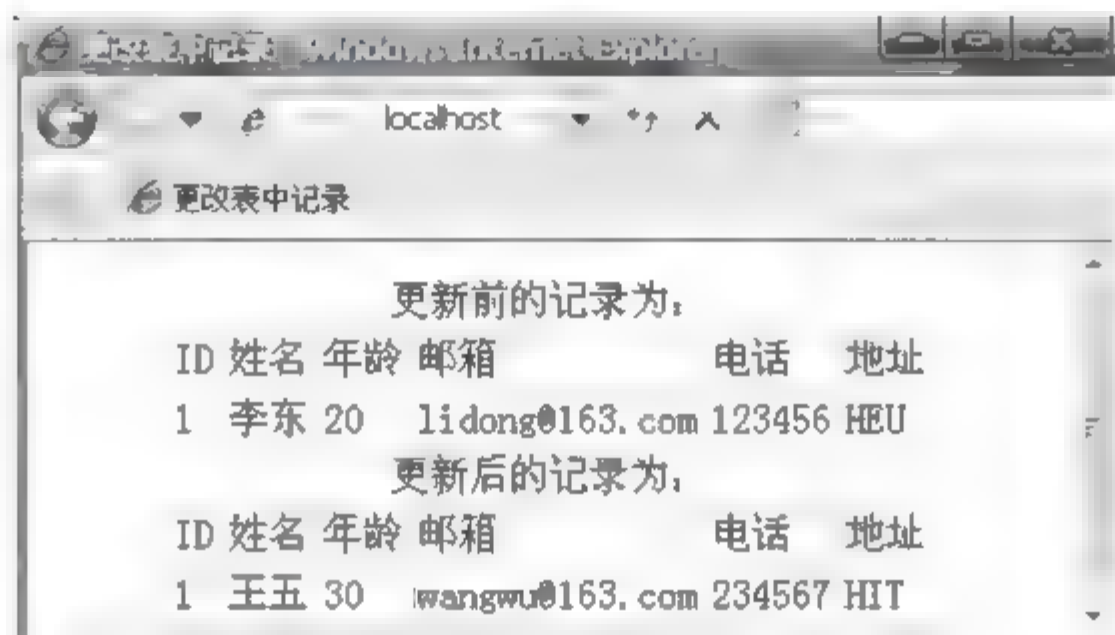 Windows Internet Explorer
localhost
更改表中记录
更新前的记录为:
ID 姓名 年龄 邮箱 电话 地址
1 李东 20 lidong@163.com 123456 HEU
更新后的记录为:
ID 姓名 年龄 邮箱 电话 地址
1 王五 30 wangwu@163.com 234567 HIT